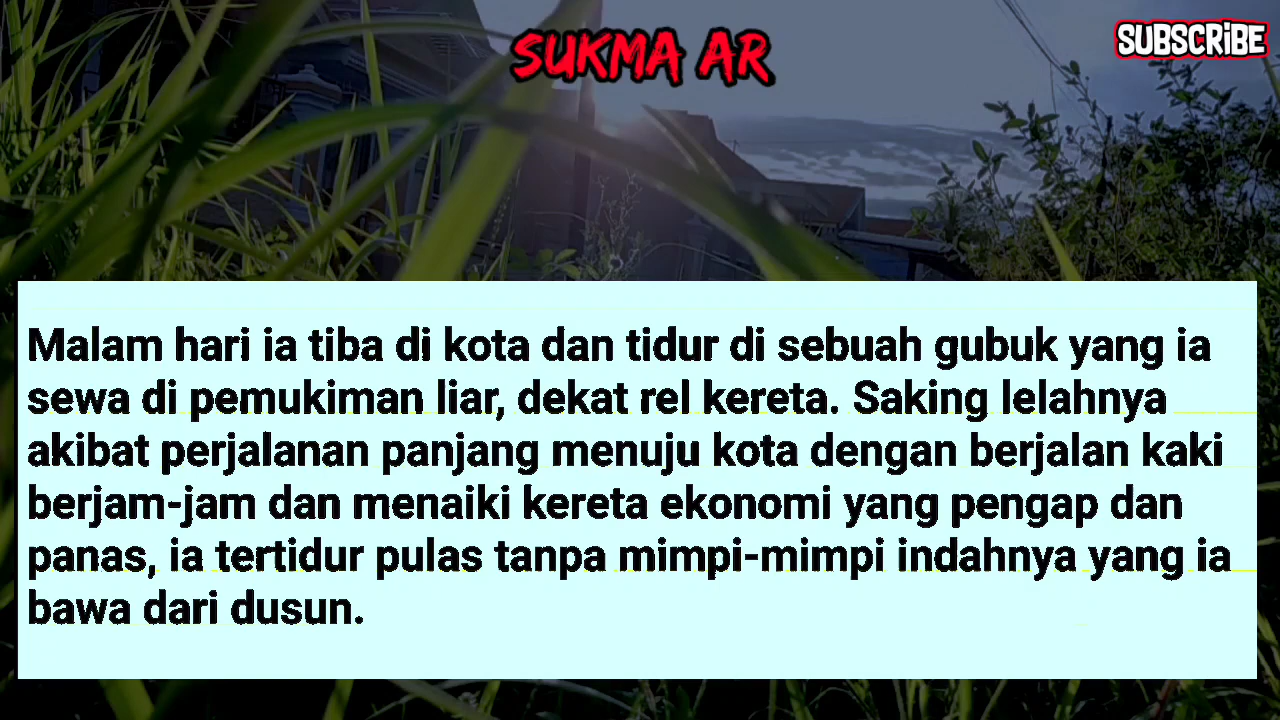 SUKMA AR
SUBSCRiBE
Malam hari ia tiba di kota dan tidur di sebuah gubuk yang ia
sewa di pemukiman liar, dekat rel kereta. Saking lelahnya
akibat perjalanan panjang menuju kota dengan berjalan kaki
berjam-jam dan menaiki kereta ekonomi yang pengap dan
panas, ia tertidur pulas tanpa mimpi-mimpi indahnya yang ia
bawa dari dusun.